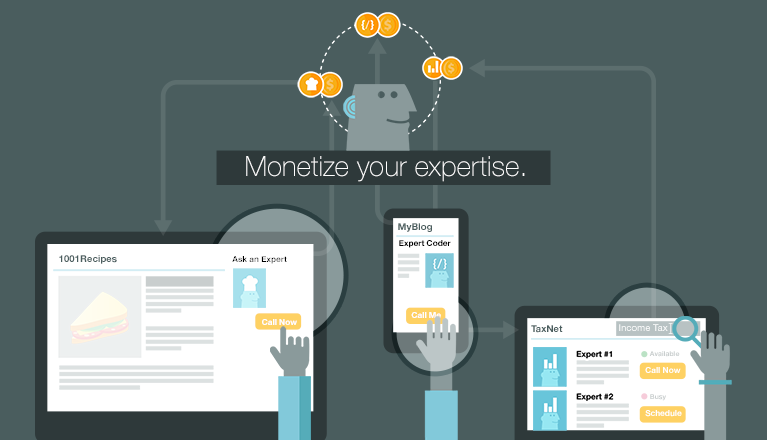 {/} $
$
$
Monetize your expertise.
1001Recipes
Ask an Expert
Call Now
MyBlog
Expert Coder
{/}
Call Me
TaxNet
Income Tax
Expert #1
Available
Call Now
Expert #2
Busy
Schedule